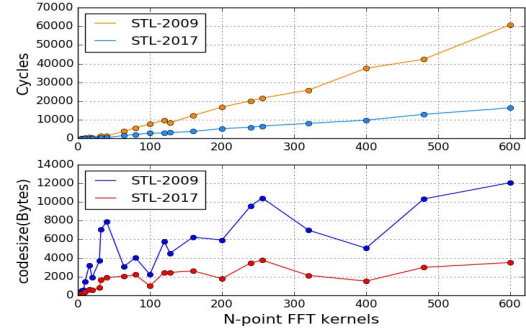 70000
60000
50000
40000
30000
20000
10000
0
Cycles
STL-2009
STL-2017
0 100 200 300 400 500 600
14000
12000
10000
8000
6000
4000
2000
0
codesize(Bytes)
STL-2009
STL-2017
0 100 200 300 400 500 600
N-point FFT kernels